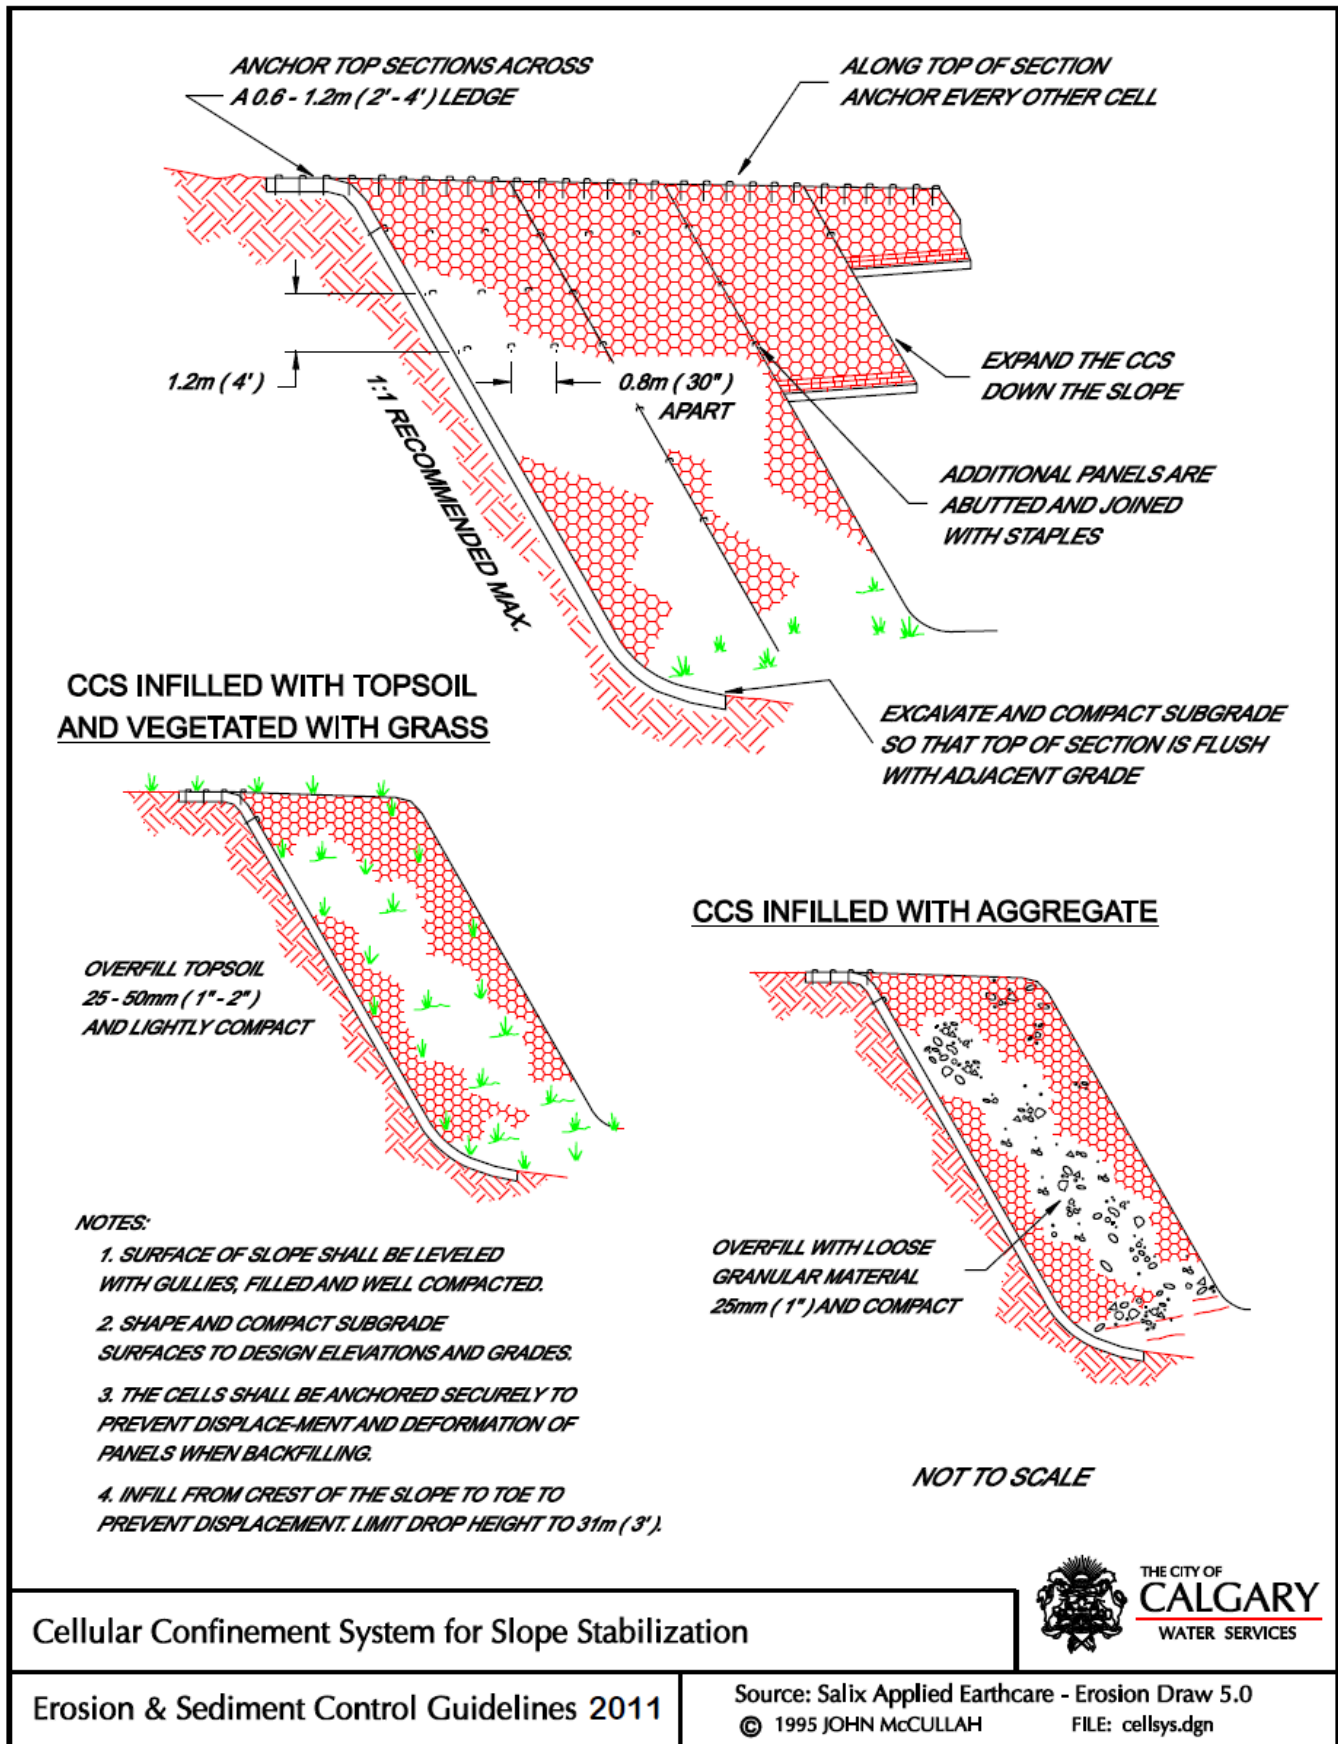 ANCHOR TOP SECTIONS ACROSS
A 0.6 - 1.2m ( 2' - 4' ) LEDGE
ALONG TOP OF SECTION
ANCHOR EVERY OTHER CELL
1.2m ( 4' )
0.8m ( 30" )
APART
1:1 RECOMMENDED MAX.
EXPAND THE CCS
DOWN THE SLOPE
ADDITIONAL PANELS ARE
ABUTTED AND JOINED
WITH STAPLES
EXCAVATE AND COMPACT SUBGRADE
SO THAT TOP OF SECTION IS FLUSH
WITH ADJACENT GRADE
CCS INFILLED WITH TOPSOIL
AND VEGETATED WITH GRASS
OVERFILL TOPSOIL
25 - 50mm ( 1" - 2" )
AND LIGHTLY COMPACT
CCS INFILLED WITH AGGREGATE
OVERFILL WITH LOOSE
GRANULAR MATERIAL
25mm ( 1" ) AND COMPACT
NOTES:
1. SURFACE OF SLOPE SHALL BE LEVELED
WITH GULLIES, FILLED AND WELL COMPACTED.
2. SHAPE AND COMPACT SUBGRADE
SURFACES TO DESIGN ELEVATIONS AND GRADES.
3. THE CELLS SHALL BE ANCHORED SECURELY TO
PREVENT DISPLACE-MENT AND DEFORMATION OF
PANELS WHEN BACKFILLING.
4. INFILL FROM CREST OF THE SLOPE TO TOE TO
PREVENT DISPLACEMENT. LIMIT DROP HEIGHT TO 31m ( 3' ).
NOT TO SCALE
THE CITY OF
CALGARY
WATER SERVICES
Cellular Confinement System for Slope Stabilization
Erosion & Sediment Control Guidelines 2011
Source: Salix Applied Earthcare - Erosion Draw 5.0
© 1995 JOHN McCULLAH FILE: cellsys.dgn